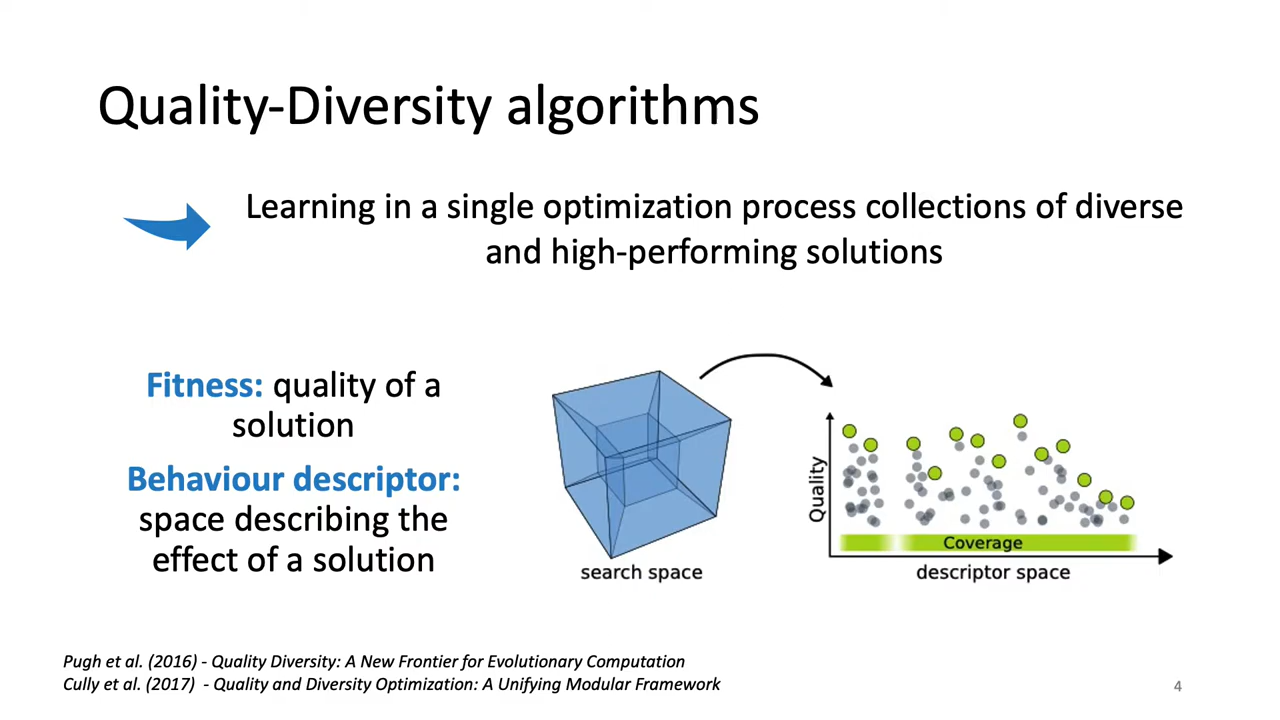 Quality-Diversity algorithms
Learning in a single optimization process collections of diverse
and high-performing solutions
Fitness: quality of a
solution
Behaviour descriptor:
space describing the
effect of a solution
search space
Quality
Coverage
descriptor space
Pugh et al. (2016) - Quality Diversity: A New Frontier for Evolutionary Computation
Cully et al. (2017) - Quality and Diversity Optimization: A Unifying Modular Framework
4